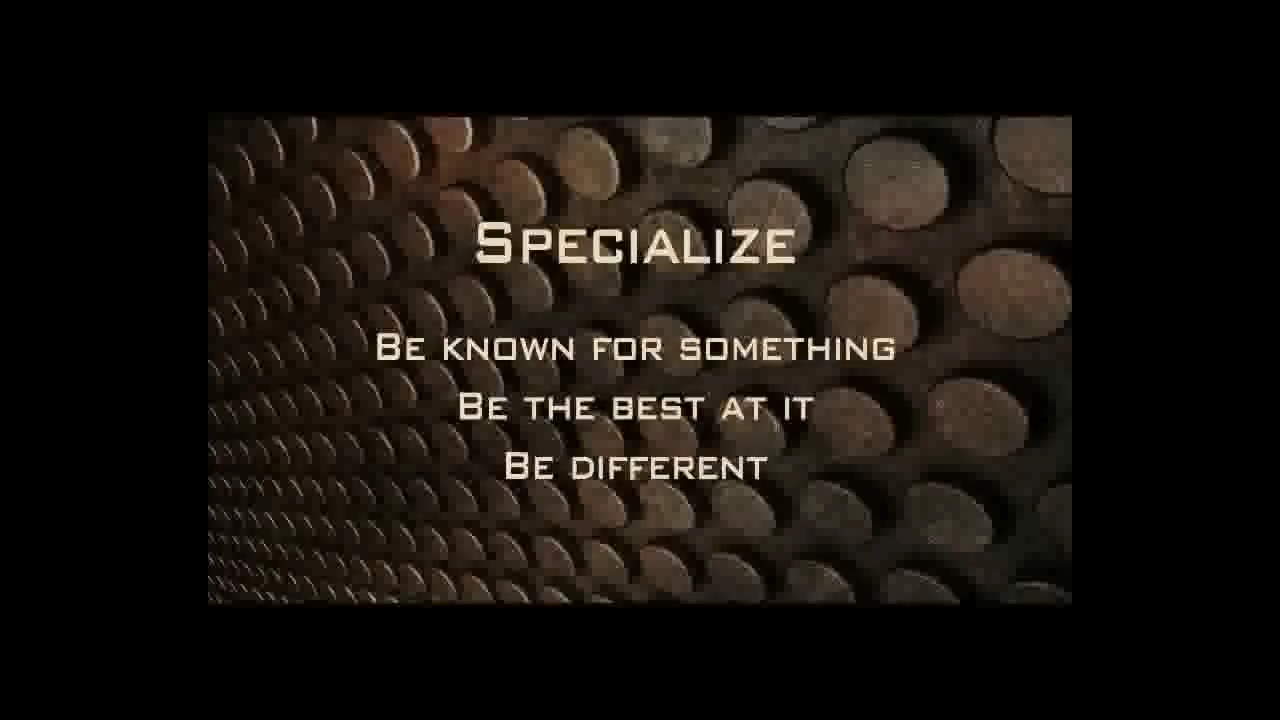 Specialize
Be known for something
Be the best at it
Be different